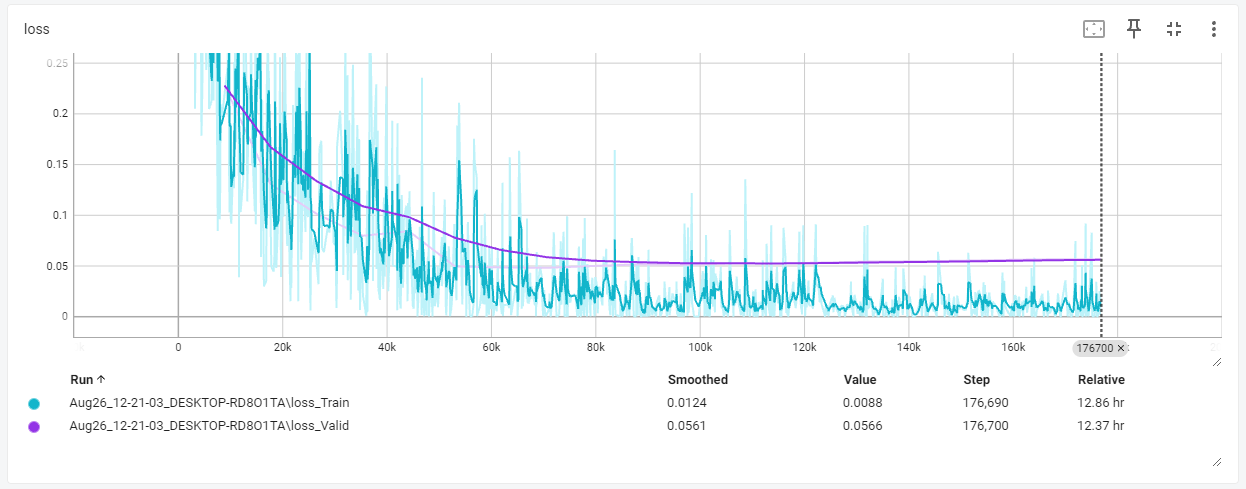 loss
0.25
0.2
0.15
0.1
0.05
0
0 20k 40k 60k 80k 100k 120k 140k 160k 176700 ✕
Run ↑ Smoothed Value Step Relative
Aug26_12-21-03_DESKTOP-RD8O1TA\loss_Train 0.0124 0.0088 176,690 12.86 hr
Aug26_12-21-03_DESKTOP-RD8O1TA\loss_Valid 0.0561 0.0566 176,700 12.37 hr